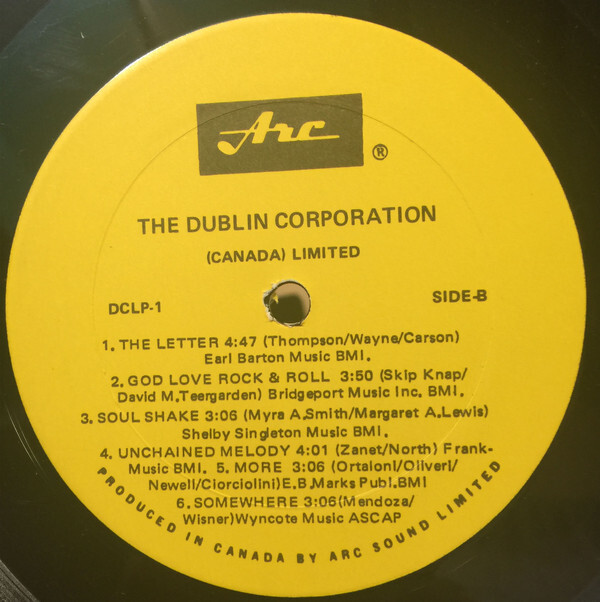 Arc
®
THE DUBLIN CORPORATION
(CANADA) LIMITED
DCLP-1 SIDE-B
1. THE LETTER 4:47 (Thompson/Wayne/Carson)
Earl Barton Music BMI.
2. GOD LOVE ROCK & ROLL 3:50 (Skip Knap/
David M.Teergarden) Bridgeport Music Inc. BMI.
3. SOUL SHAKE 3:06 (Myra A.Smith/Margaret A.Lewis)
Shelby Singleton Music BMI.
4. UNCHAINED MELODY 4:01 (Zanet/North) Frank-
Music BMI. 5. MORE 3:06 (Ortaloni/Oliveri/
Newell/Ciorciolini)E.B.Marks Publ.BMI
6. SOMEWHERE 3:06(Mendoza/
Wisner)Wyncote Music ASCAP
PRODUCED IN CANADA BY ARC SOUND LIMITED